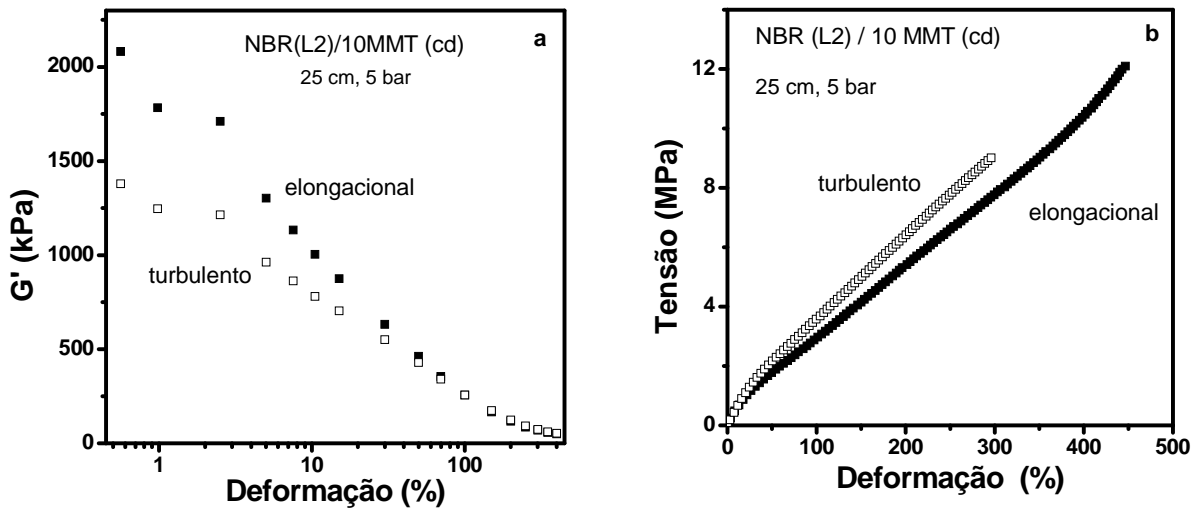 NBR(L2)/10MMT (cd)
a
25 cm, 5 bar
2000
1500
1000
500
0
G' (kPa)
elongacional
turbulento
1
10
100
Deformação (%)
NBR (L2) / 10 MMT (cd)
b
25 cm, 5 bar
12
8
4
0
Tensão (MPa)
turbulento
elongacional
0
100
200
300
400
500
Deformação (%)